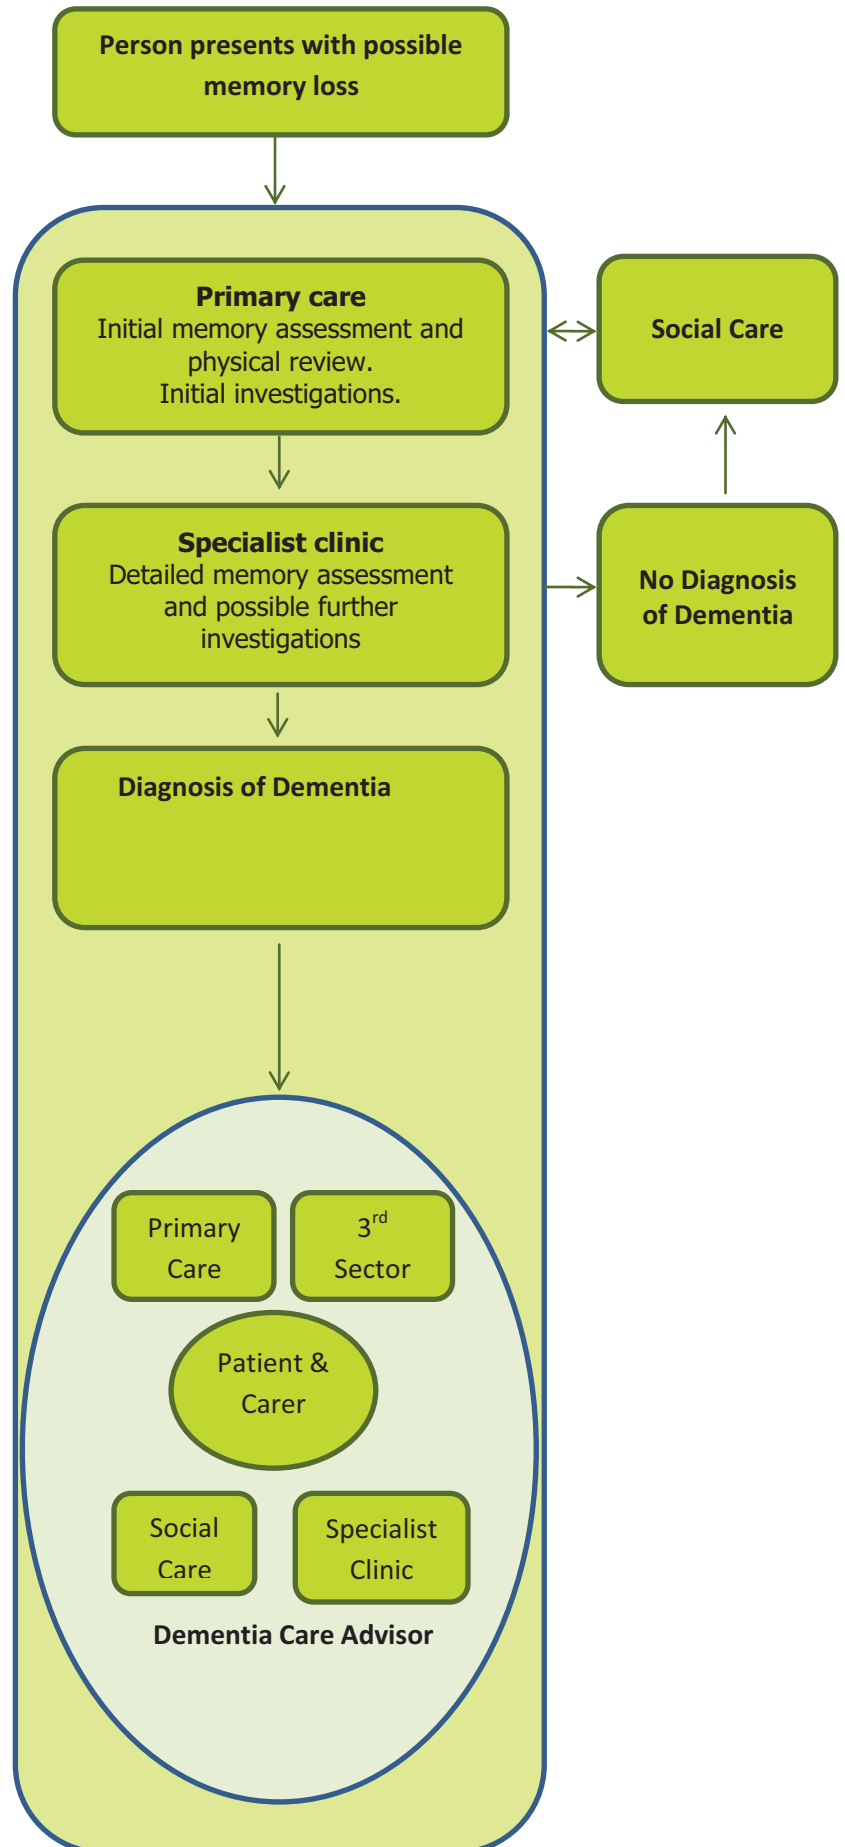 Person presents with possible
memory loss
Primary care
Initial memory assessment and
physical review.
Initial investigations.
Social Care
Specialist clinic
Detailed memory assessment
and possible further
investigations
No Diagnosis
of Dementia
Diagnosis of Dementia
Primary
Care
3rd
Sector
Patient &
Carer
Social
Care
Specialist
Clinic
Dementia Care Advisor